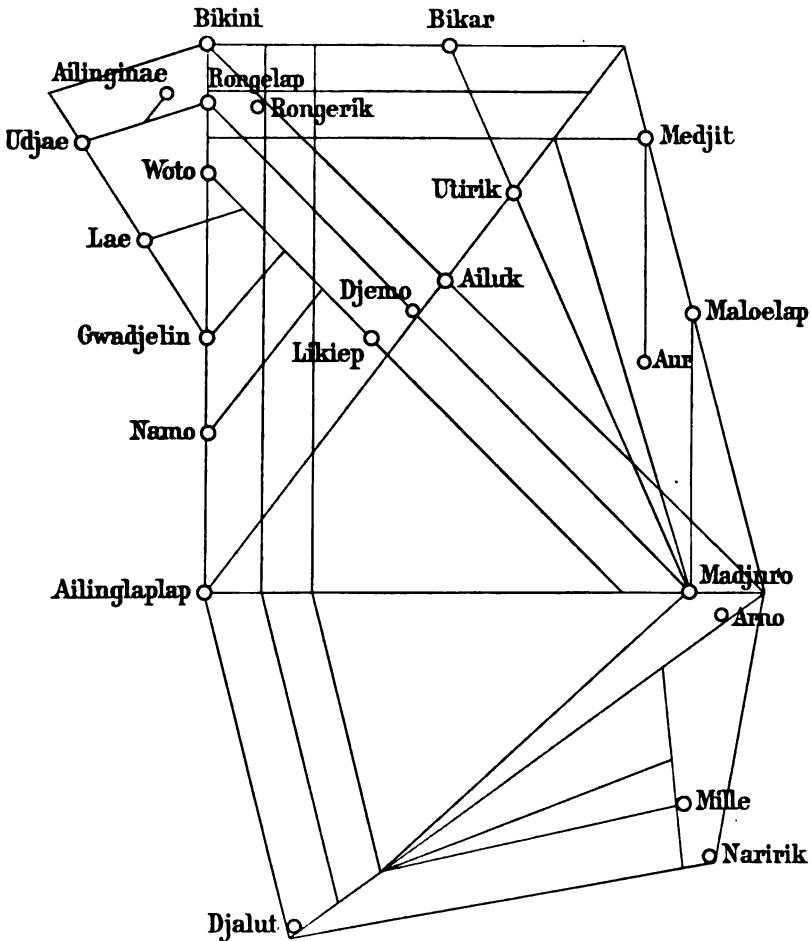 Bikini
Bikar
Ailinginae
Rongelap
Rongerik
Udjae
Medjit
Woto
Utirik
Lae
Ailuk
Djemo
Maloelap
Gwadjelin
Likiep
Aur
Namo
Madjuro
Ailinglaplap
Arno
Mille
Naririk
Djalut